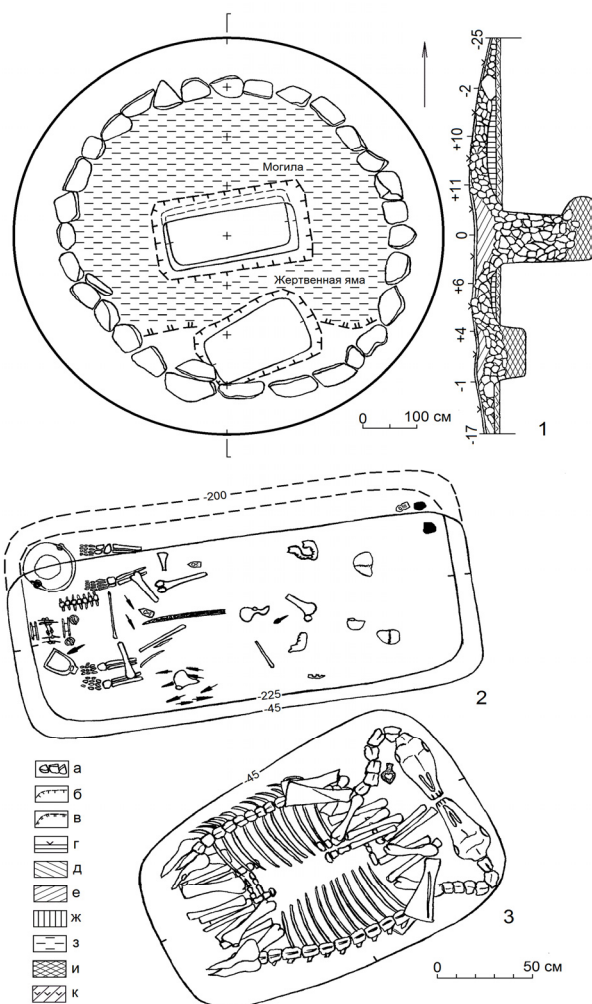 Могила
Жертвенная яма
0 100 см
1
-25
-2
+10
+11
0
+6
+4
-1
-17
-200
-225
-45
2
-45
3
0 50 см
а
б
в
г
д
е
ж
з
и
к